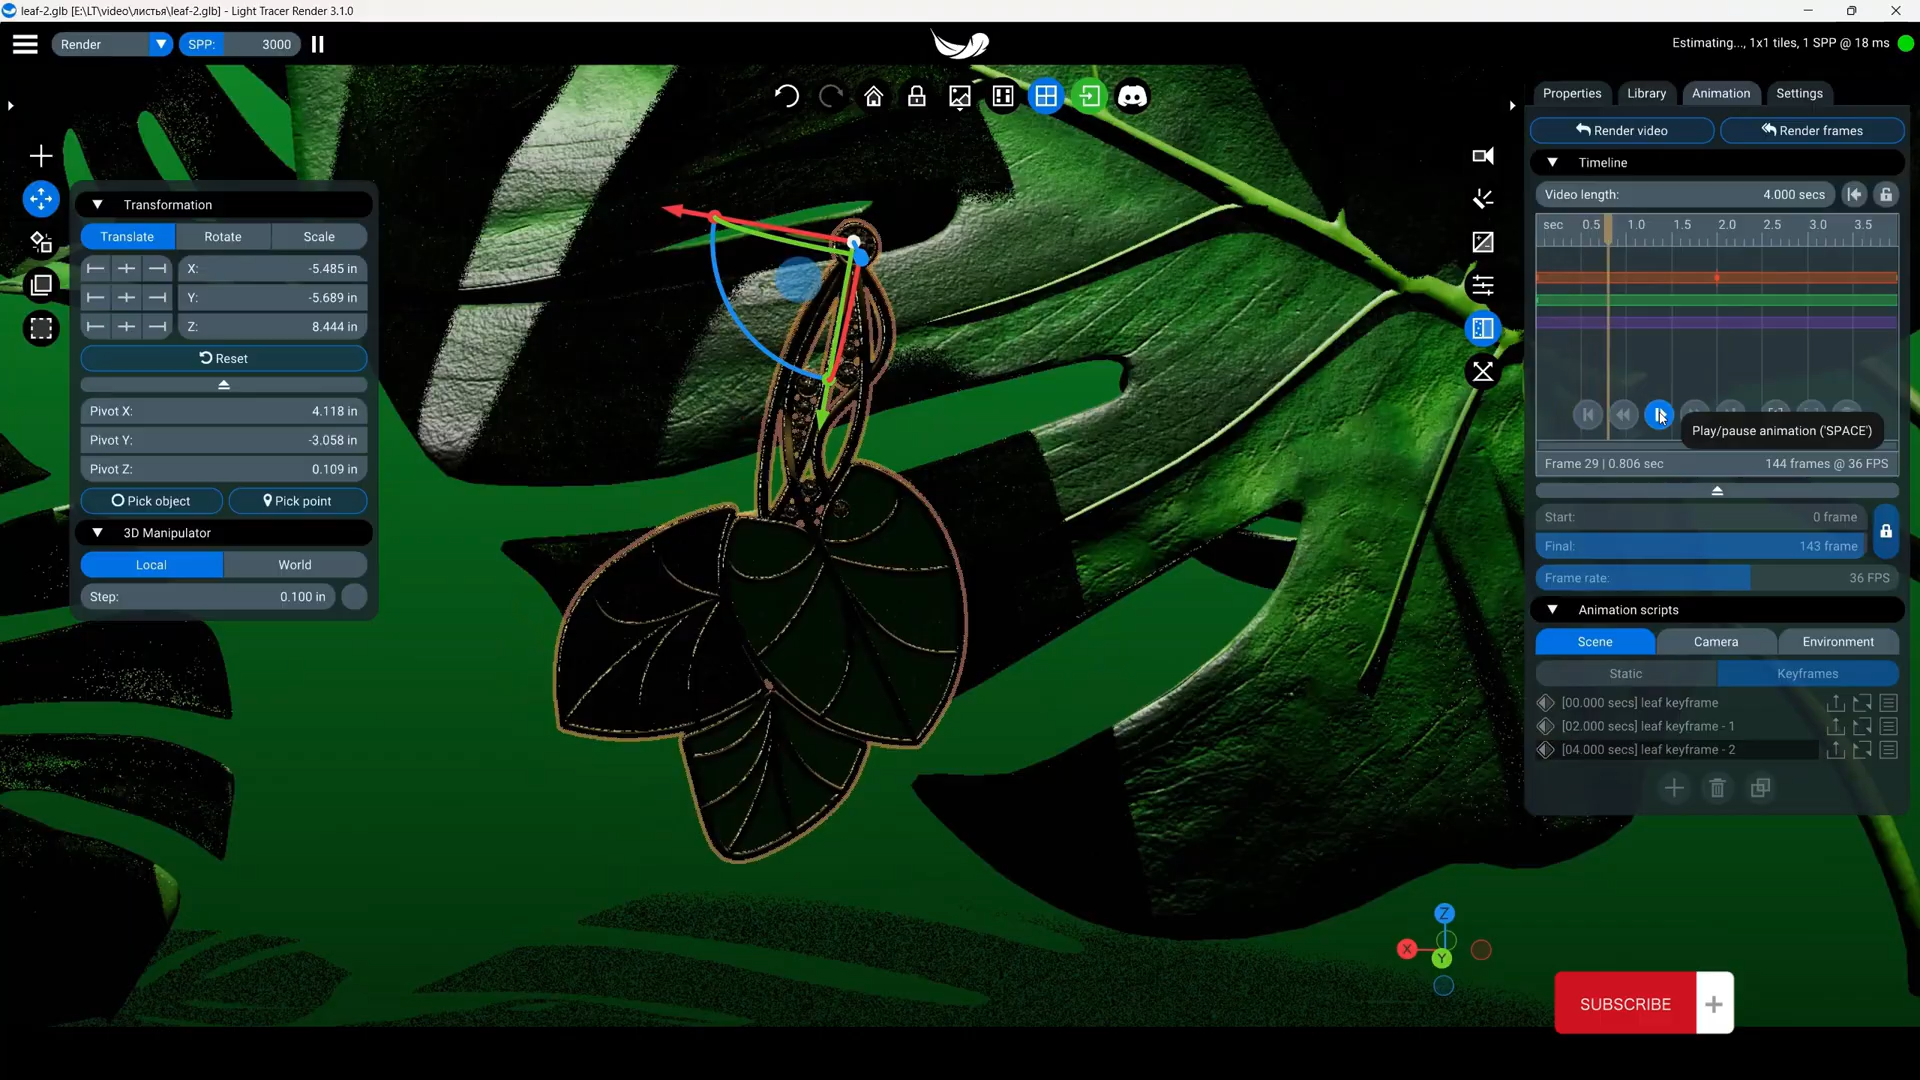 leaf-2.glb [E:\LT\video\листья\leaf-2.glb] - Light Tracer Render 3.1.0
Render
SPP: 3000
Estimating..., 1x1 tiles, 1 SPP @ 18 ms
Transformation
Translate Rotate Scale
X: -5.485 in
Y: -5.689 in
Z: 8.444 in
Reset
Pivot X: 4.118 in
Pivot Y: -3.058 in
Pivot Z: 0.109 in
Pick object Pick point
3D Manipulator
Local World
Step: 0.100 in
Properties Library Animation Settings
Render video Render frames
Timeline
Video length: 4.000 secs
sec 0.5 1.0 1.5 2.0 2.5 3.0 3.5
Play/pause animation ('SPACE')
Frame 29 | 0.806 sec 144 frames @ 36 FPS
Start: 0 frame
Final: 143 frame
Frame rate: 36 FPS
Animation scripts
Scene Camera Environment
Static Keyframes
[00.000 secs] leaf keyframe
[02.000 secs] leaf keyframe - 1
[04.000 secs] leaf keyframe - 2
Z
X
Y
SUBSCRIBE +